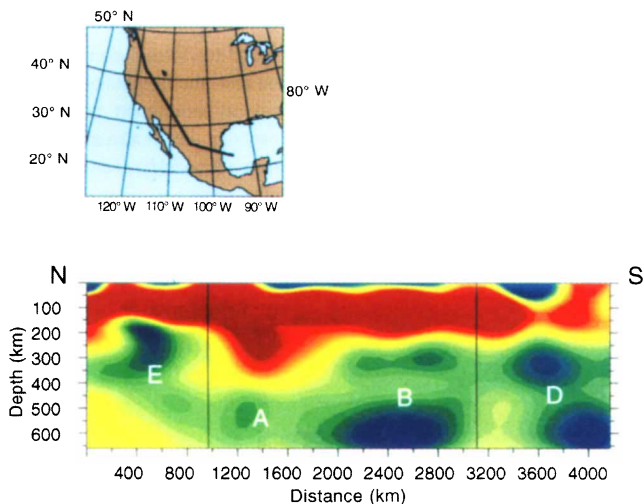 50° N
40° N
80° W
30° N
20° N
120° W 110° W 100° W 90° W
N S
100
200
300
400
500
600
Depth (km)
E A B D
400 800 1200 1600 2000 2400 2800 3200 3600 4000
Distance (km)